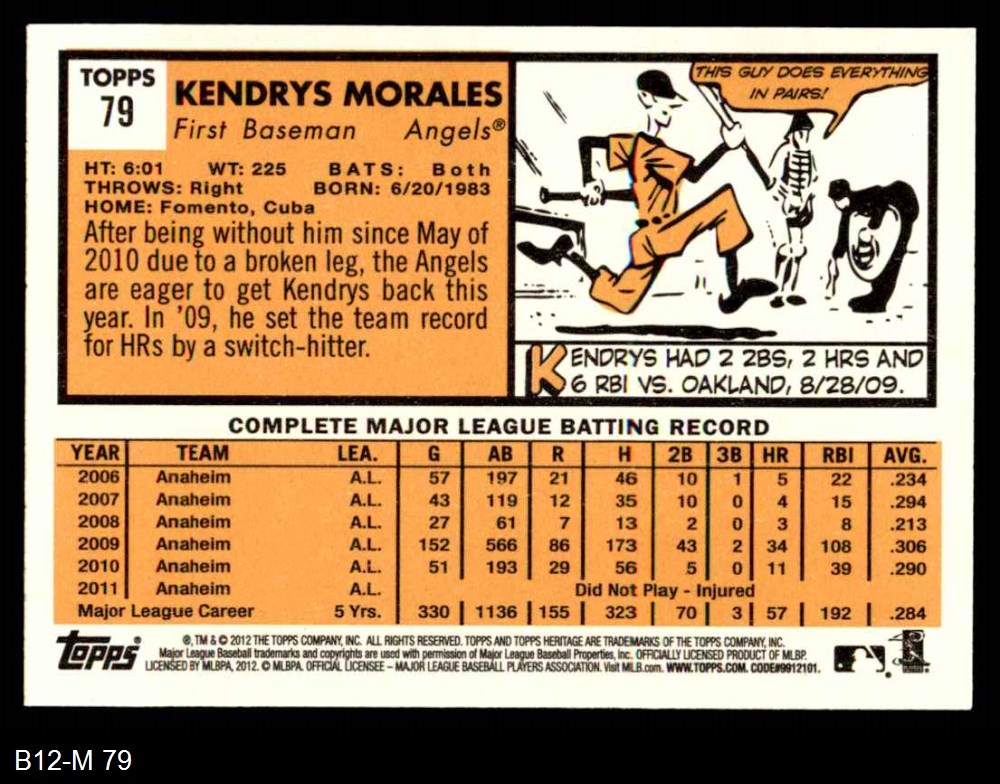 TOPPS
79
KENDRYS MORALES
First Baseman Angels®
HT: 6:01 WT: 225 BATS: Both
THROWS: Right BORN: 6/20/1983
HOME: Fomento, Cuba
After being without him since May of
2010 due to a broken leg, the Angels
are eager to get Kendrys back this
year. In '09, he set the team record
for HRs by a switch-hitter.
THIS GUY DOES EVERYTHING
IN PAIRS!
KENDRYS HAD 2 2BS, 2 HRS AND
6 RBI VS. OAKLAND, 8/28/09.
COMPLETE MAJOR LEAGUE BATTING RECORD
YEAR TEAM LEA. G AB R H 2B 3B HR RBI AVG.
2006 Anaheim A.L. 57 197 21 46 10 1 5 22 .234
2007 Anaheim A.L. 43 119 12 35 10 0 4 15 .294
2008 Anaheim A.L. 27 61 7 13 2 0 3 8 .213
2009 Anaheim A.L. 152 566 86 173 43 2 34 108 .306
2010 Anaheim A.L. 51 193 29 56 5 0 11 39 .290
2011 Anaheim A.L. Did Not Play - Injured
Major League Career 5 Yrs. 330 1136 155 323 70 3 57 192 .284
Topps®
®, TM & © 2012 THE TOPPS COMPANY, INC. ALL RIGHTS RESERVED. TOPPS AND TOPPS HERITAGE ARE TRADEMARKS OF THE TOPPS COMPANY, INC.
Major League Baseball trademarks and copyrights are used with permission of Major League Baseball Properties, Inc. OFFICIALLY LICENSED PRODUCT OF MLBP.
LICENSED BY MLBPA, 2012. © MLBPA. OFFICIAL LICENSEE – MAJOR LEAGUE BASEBALL PLAYERS ASSOCIATION. Visit MLB.com. WWW.TOPPS.COM. CODE#9912101.
B12-M 79